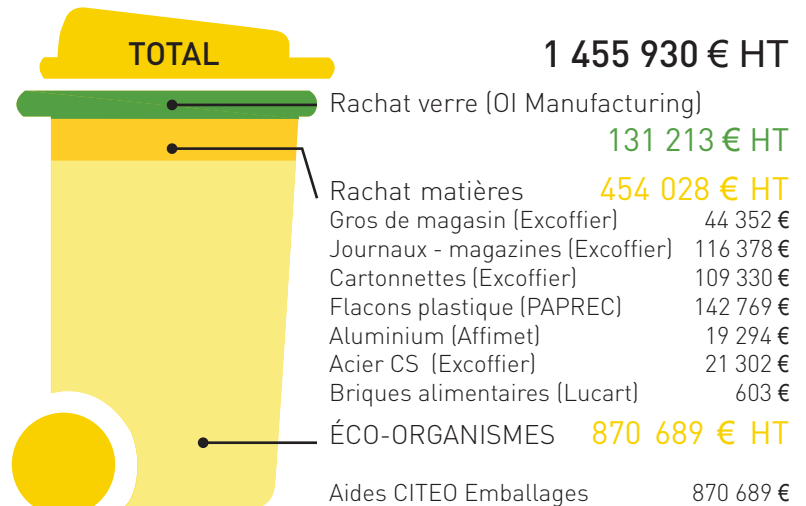 TOTAL 1 455 930 € HT
Rachat verre (OI Manufacturing)
131 213 € HT
Rachat matières 454 028 € HT
Gros de magasin (Excoffier) 44 352 €
Journaux - magazines (Excoffier) 116 378 €
Cartonnettes (Excoffier) 109 330 €
Flacons plastique (PAPREC) 142 769 €
Aluminium (Affimet) 19 294 €
Acier CS (Excoffier) 21 302 €
Briques alimentaires (Lucart) 603 €
ÉCO-ORGANISMES 870 689 € HT
Aides CITEO Emballages 870 689 €